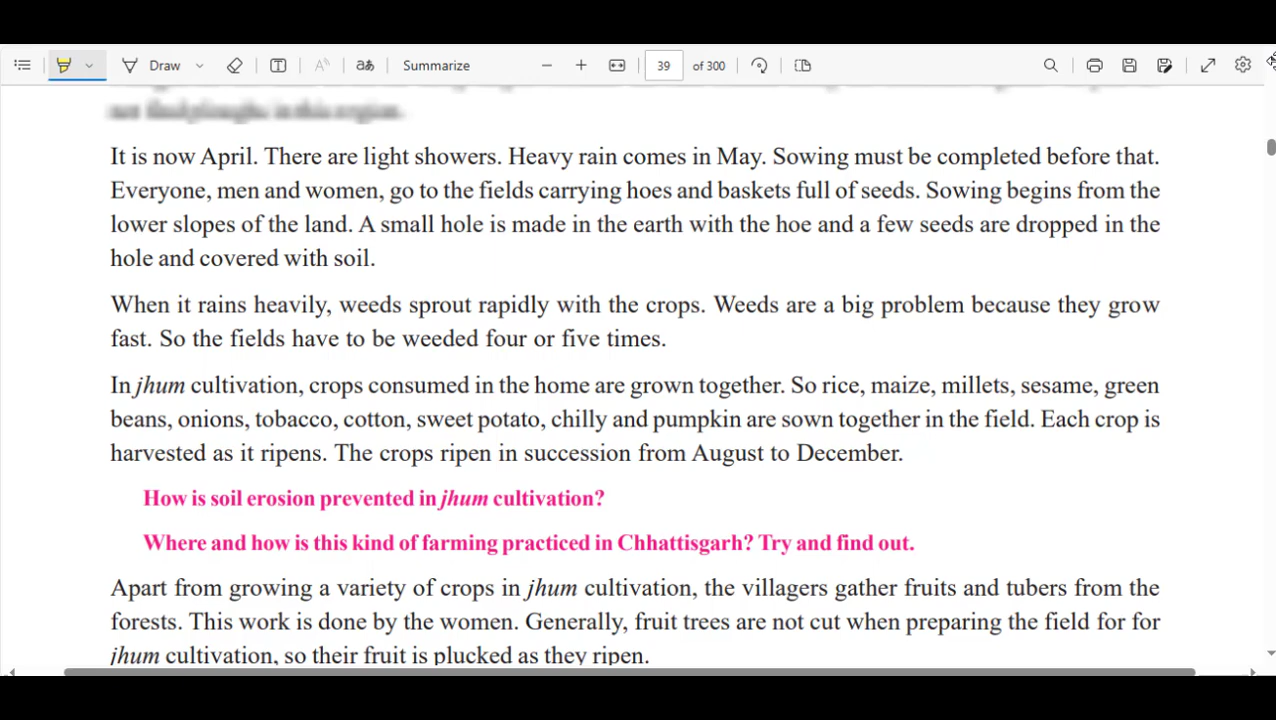 Draw
Summarize
39
of 300
not find ploughs in this region.
It is now April. There are light showers. Heavy rain comes in May. Sowing must be completed before that.
Everyone, men and women, go to the fields carrying hoes and baskets full of seeds. Sowing begins from the
lower slopes of the land. A small hole is made in the earth with the hoe and a few seeds are dropped in the
hole and covered with soil.
When it rains heavily, weeds sprout rapidly with the crops. Weeds are a big problem because they grow
fast. So the fields have to be weeded four or five times.
In jhum cultivation, crops consumed in the home are grown together. So rice, maize, millets, sesame, green
beans, onions, tobacco, cotton, sweet potato, chilly and pumpkin are sown together in the field. Each crop is
harvested as it ripens. The crops ripen in succession from August to December.
How is soil erosion prevented in jhum cultivation?
Where and how is this kind of farming practiced in Chhattisgarh? Try and find out.
Apart from growing a variety of crops in jhum cultivation, the villagers gather fruits and tubers from the
forests. This work is done by the women. Generally, fruit trees are not cut when preparing the field for for
jhum cultivation, so their fruit is plucked as they ripen.